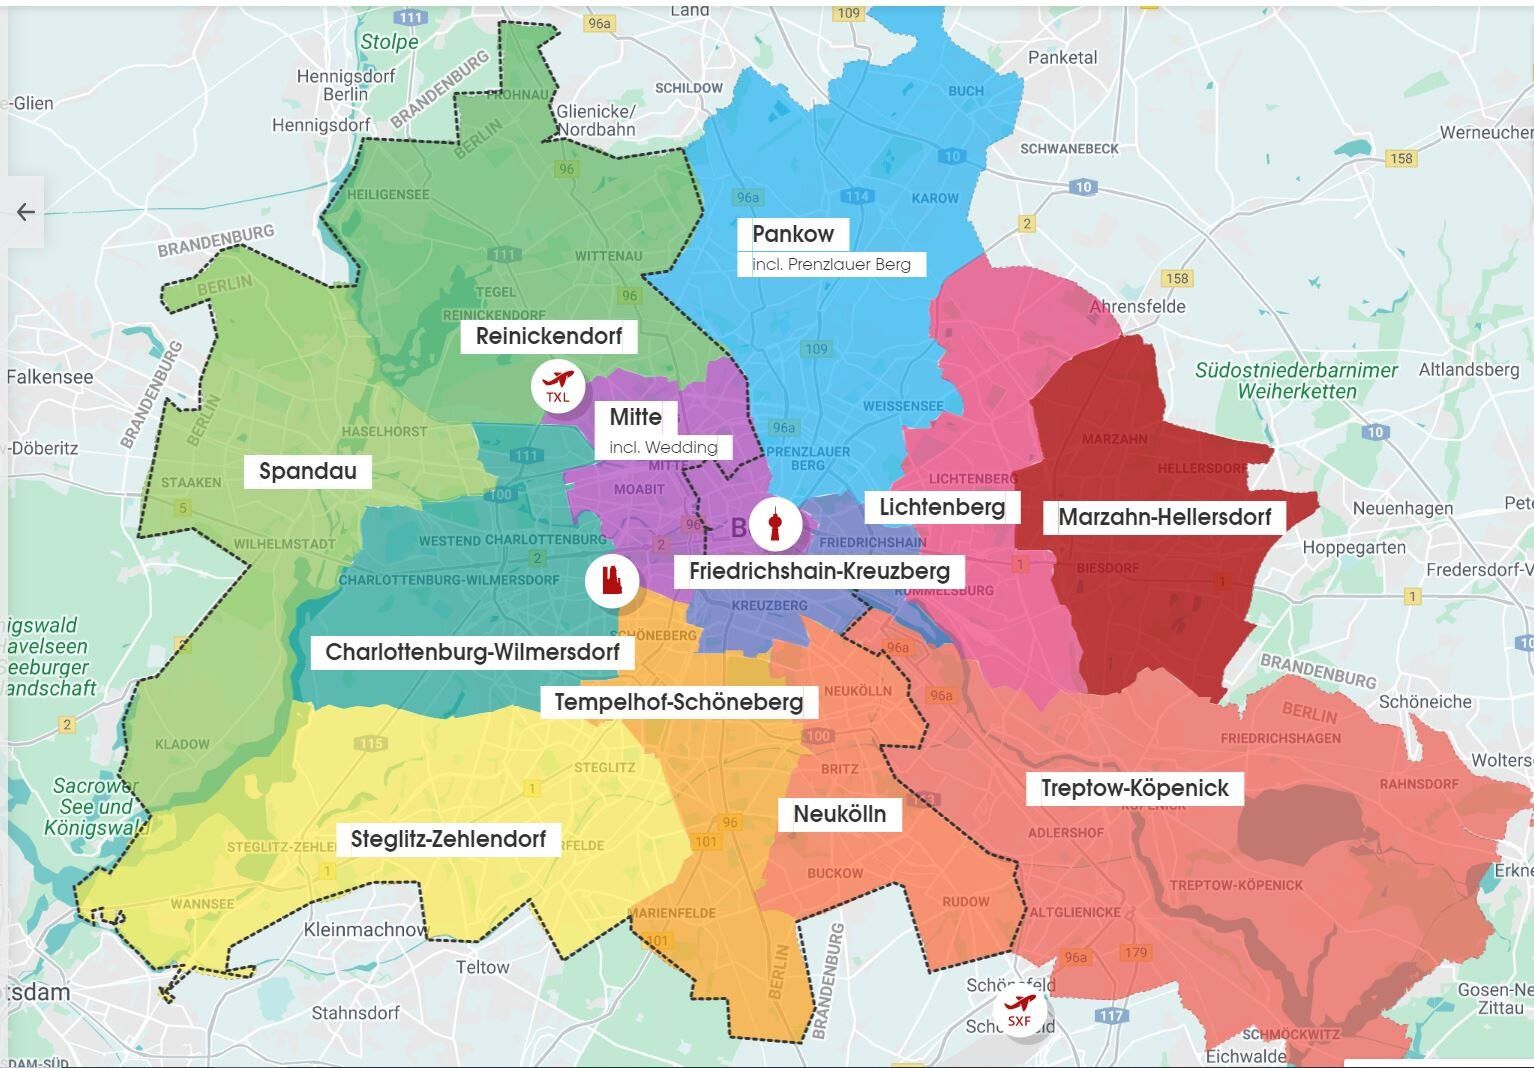 Land
111
96a
109
Stolpe
Panketal
Hennigsdorf
Berlin
BRANDENBURG
SCHILDOW
BUCH
FROHNAU
e-Glien
Glienicke/
Nordbahn
Hennigsdorf
BERLIN
Werneucher
SCHWANEBECK
10
158
96
10
HEILIGENSEE
96a
114
KAROW
2
BRANDENBURG
Pankow
incl. Prenzlauer Berg
111
WITTENAU
BERLIN
TEGEL
96
158
Ahrensfelde
REINICKENDORF
Reinickendorf
109
BRANDENBURG
Falkensee
TXL
Südostniederbarnimer
Weiherketten
Altlandsberg
Mitte
incl. Wedding
WEISSENSEE
BERLIN
HASELHORST
96a
10
MARZAHN
w-Döberitz
111
PRENZLAUER
BERG
MITTE
HELLERSDORF
Spandau
STAAKEN
MOABIT
LICHTENBERG
100
5
Lichtenberg
Marzahn-Hellersdorf
Neuenhagen
Pete
96
B
WILHELMSTADT
WESTEND
CHARLOTTENBURG
2
2
FRIEDRICHSHAIN
Hoppegarten
1
BIESDORF
Fredersdorf-V
Friedrichshain-Kreuzberg
CHARLOTTENBURG-WILMERSDORF
1
RUMMELSBURG
1
KREUZBERG
igswald
avelseen
eeburger
andschaft
SCHÖNEBERG
2
Charlottenburg-Wilmersdorf
96a
10
1
BRANDENBURG
Tempelhof-Schöneberg
NEUKÖLLN
96a
Schöneiche
2
BERLIN
KLADOW
115
100
FRIEDRICHSHAGEN
STEGLITZ
BRITZ
Wolters
Sacrower
See und
Königswald
1
Treptow-Köpenick
KÖPENICK
RAHNSDORF
Neukölln
96
101
ADLERSHOF
STEGLITZ-ZEHLE
Steglitz-Zehlendorf
RFELDE
1
BUCKOW
Erkne
TREPTOW-KÖPENICK
WANNSEE
RUDOW
MARIENFELDE
ALTGLIENICKE
Kleinmachnow
101
BERLIN
BRANDENBURG
96a
179
Teltow
tsdam
Schönefeld
Gosen-Ne
Zittau
Stahnsdorf
SXF
117
SCHMÖCKWITZ
Eichwalde
DAM-SÜD